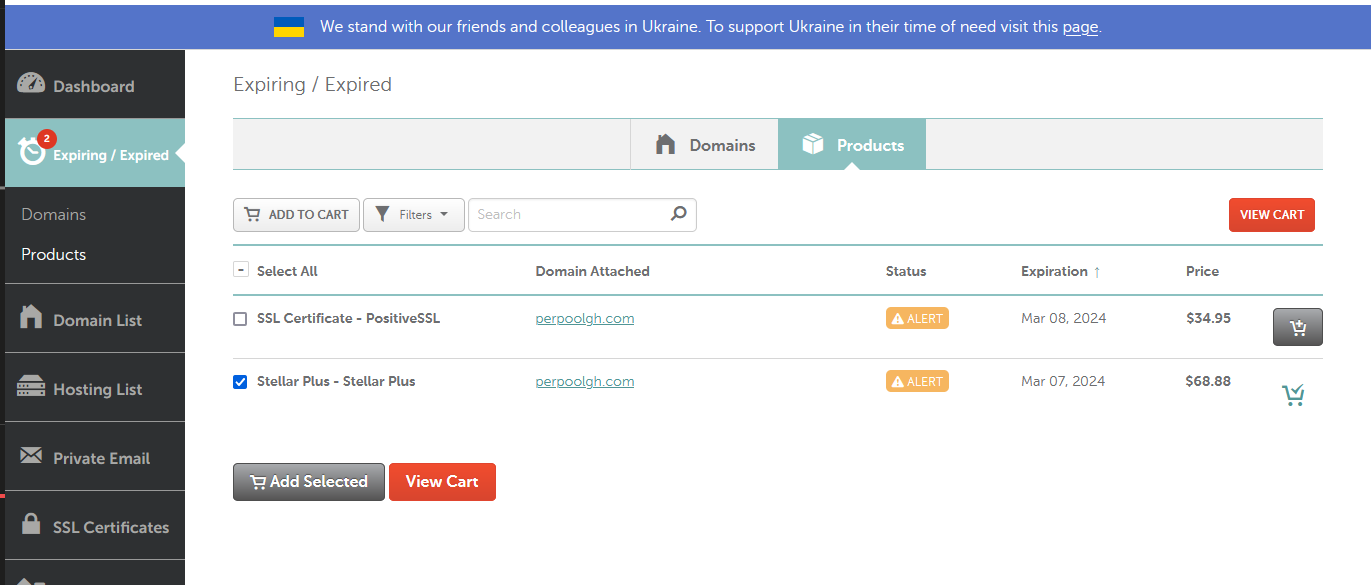 We stand with our friends and colleagues in Ukraine. To support Ukraine in their time of need visit this page.
Dashboard
2
Expiring / Expired
Domains
Products
Domain List
Hosting List
Private Email
SSL Certificates
Expiring / Expired
Domains Products
ADD TO CART Filters Search VIEW CART
Select All Domain Attached Status Expiration ↑ Price
SSL Certificate - PositiveSSL perpoolgh.com ALERT Mar 08, 2024 $34.95
Stellar Plus - Stellar Plus perpoolgh.com ALERT Mar 07, 2024 $68.88
Add Selected View Cart